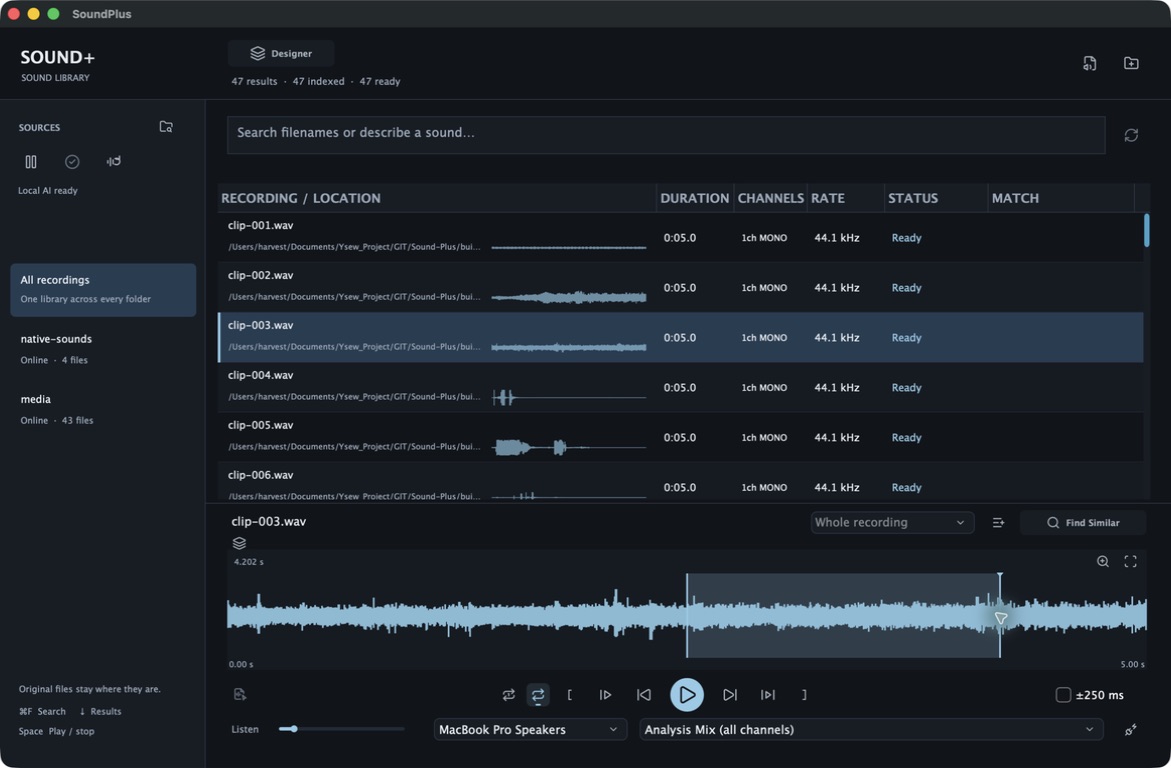 SoundPlus
SOUND+
SOUND LIBRARY
Designer
47 results · 47 indexed · 47 ready
SOURCES
Local AI ready
All recordings
One library across every folder
native-sounds
Online · 4 files
media
Online · 43 files
Original files stay where they are.
⌘F Search ↓ Results
Space Play / stop
Search filenames or describe a sound...
RECORDING / LOCATION DURATION CHANNELS RATE STATUS MATCH
clip-001.wav
/Users/harvest/Documents/Ysew_Project/GIT/Sound-Plus/bui... 0:05.0 1ch MONO 44.1 kHz Ready
clip-002.wav
/Users/harvest/Documents/Ysew_Project/GIT/Sound-Plus/bui... 0:05.0 1ch MONO 44.1 kHz Ready
clip-003.wav
/Users/harvest/Documents/Ysew_Project/GIT/Sound-Plus/bui... 0:05.0 1ch MONO 44.1 kHz Ready
clip-004.wav
/Users/harvest/Documents/Ysew_Project/GIT/Sound-Plus/bui... 0:05.0 1ch MONO 44.1 kHz Ready
clip-005.wav
/Users/harvest/Documents/Ysew_Project/GIT/Sound-Plus/bui... 0:05.0 1ch MONO 44.1 kHz Ready
clip-006.wav
/Users/harvest/Documents/Ysew_Project/GIT/Sound-Plus/bui... 0:05.0 1ch MONO 44.1 kHz Ready
clip-003.wav
Whole recording
Find Similar
4.202 s
0.00 s 5.00 s
[ ] ±250 ms
Listen MacBook Pro Speakers Analysis Mix (all channels)